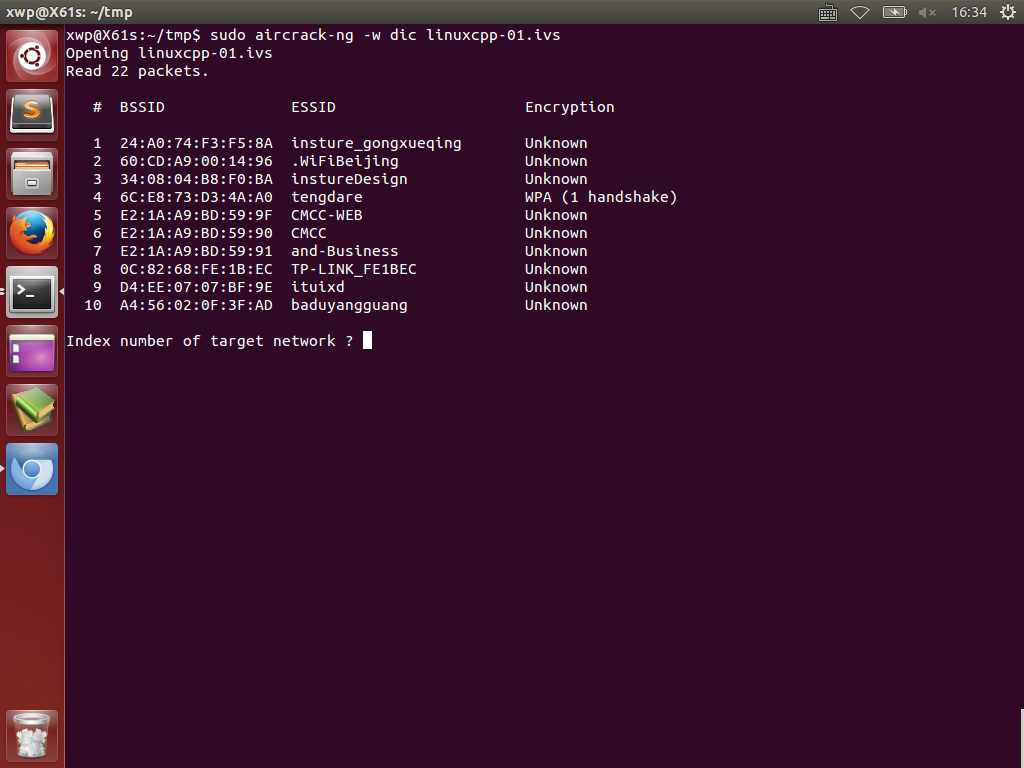 xwp@X61s: ~/tmp
16:34
xwp@X61s:~/tmp$ sudo aircrack-ng -w dic linuxcpp-01.ivs
Opening linuxcpp-01.ivs
Read 22 packets.
# BSSID ESSID Encryption
1 24:A0:74:F3:F5:8A insture_gongxueqing Unknown
2 60:CD:A9:00:14:96 .WiFiBeijing Unknown
3 34:08:04:B8:F0:BA instureDesign Unknown
4 6C:E8:73:D3:4A:A0 tengdare WPA (1 handshake)
5 E2:1A:A9:BD:59:9F CMCC-WEB Unknown
6 E2:1A:A9:BD:59:90 CMCC Unknown
7 E2:1A:A9:BD:59:91 and-Business Unknown
8 0C:82:68:FE:1B:EC TP-LINK_FE1BEC Unknown
9 D4:EE:07:07:BF:9E ituixd Unknown
10 A4:56:02:0F:3F:AD baduyangguang Unknown
Index number of target network ?